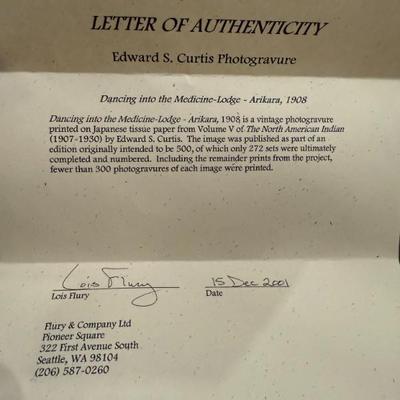 LETTER OF AUTHENTICITY
Edward S. Curtis Photogravure
Dancing into the Medicine-Lodge - Arikara, 1908
Dancing into the Medicine-Lodge - Arikara, 1908 is a vintage photogravure
printed on Japanese tissue paper from Volume V of The North American Indian
(1907-1930) by Edward S. Curtis. The image was published as part of an
edition originally intended to be 500, of which only 272 sets were ultimately
completed and numbered. Including the remainder prints from the project,
fewer than 300 photogravures of each image were printed.
Lois Flury 15 Dec 2001
Lois Flury Date
Flury & Company Ltd
Pioneer Square
322 First Avenue South
Seattle, WA 98104
(206) 587-0260